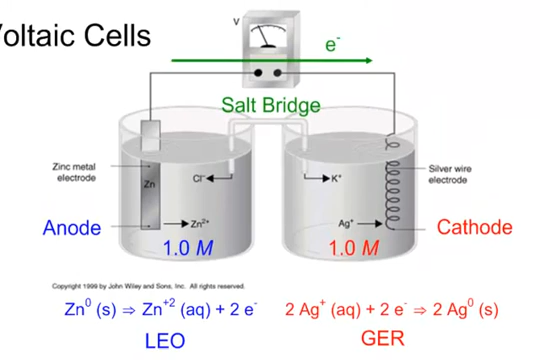 Voltaic Cells
V
e⁻
Salt Bridge
Zinc metal
electrode
Zn
Cl⁻
K⁺
Silver wire
electrode
Anode
Zn²⁺
Ag⁺
Cathode
1.0 M
1.0 M
Copyright 1999 by John Wiley and Sons, Inc. All rights reserved.
Zn⁰ (s) ⇒ Zn⁺² (aq) + 2 e⁻
2 Ag⁺ (aq) + 2 e⁻ ⇒ 2 Ag⁰ (s)
LEO
GER